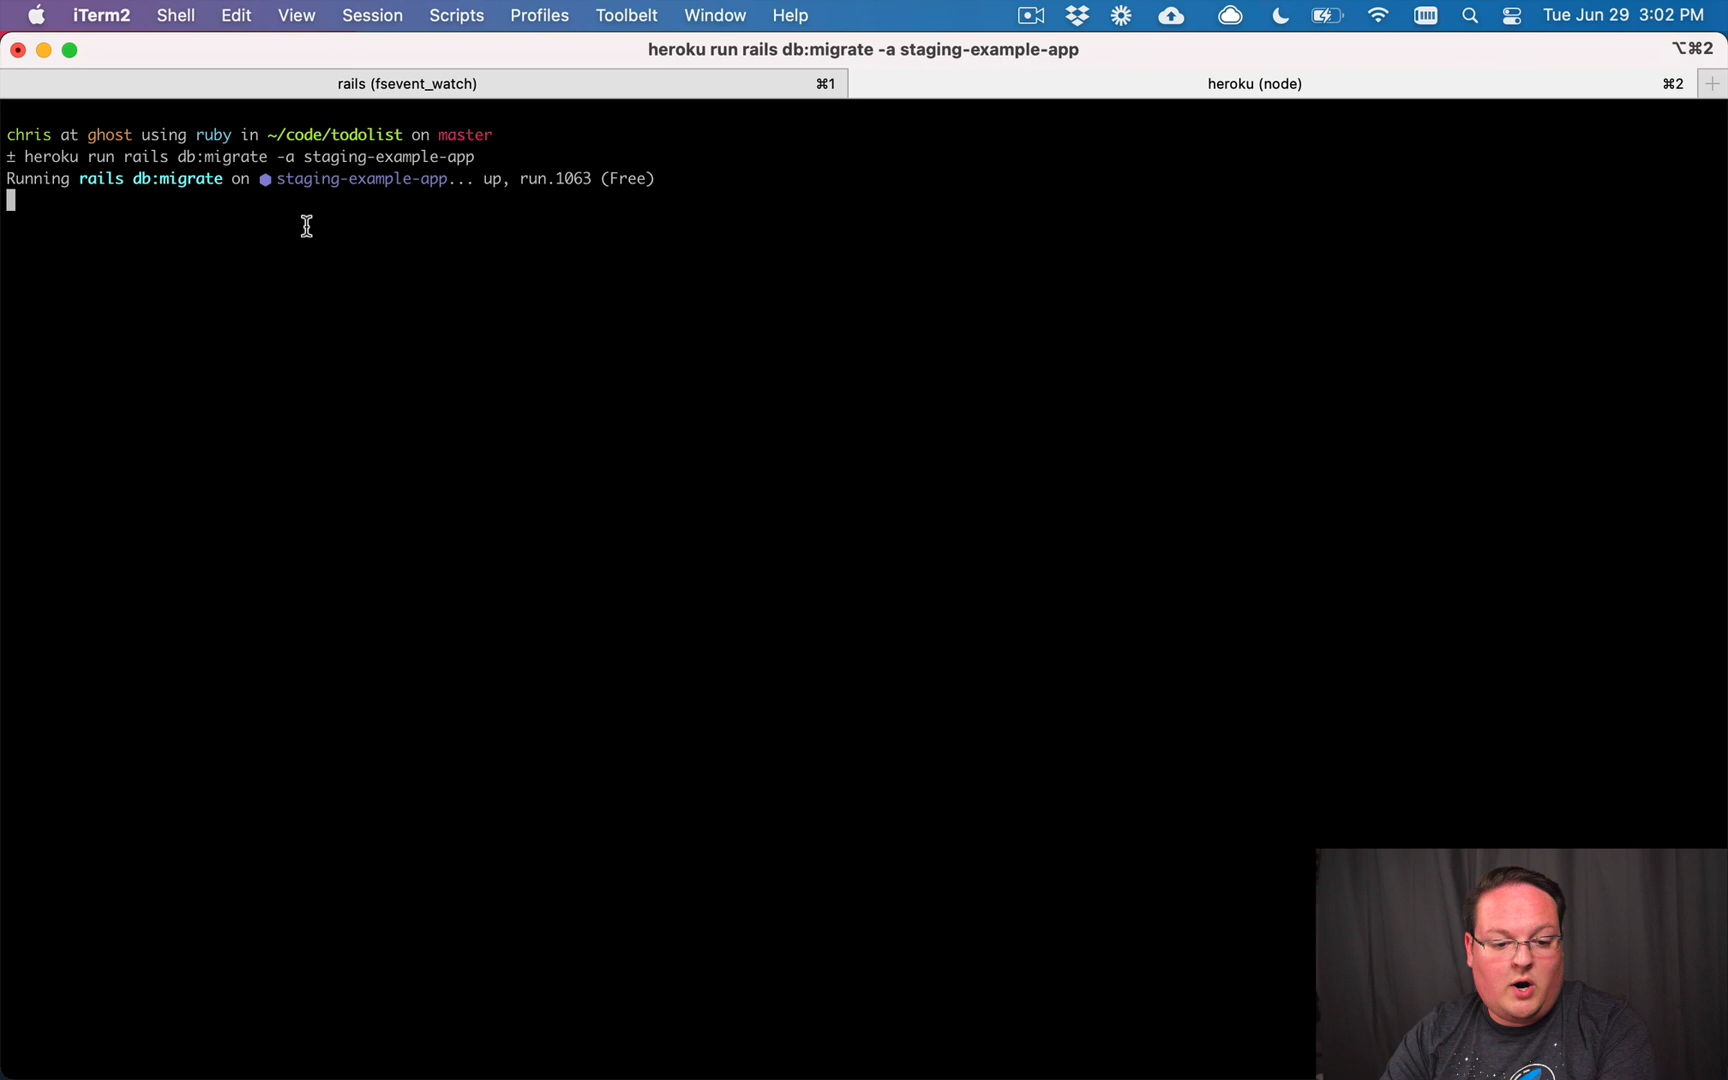 iTerm2 Shell Edit View Session Scripts Profiles Toolbelt Window Help Tue Jun 29 3:02 PM
heroku run rails db:migrate -a staging-example-app ⌥⌘2
rails (fsevent_watch) ⌘1 heroku (node) ⌘2
chris at ghost using ruby in ~/code/todolist on master
± heroku run rails db:migrate -a staging-example-app
Running rails db:migrate on ⬢ staging-example-app... up, run.1063 (Free)